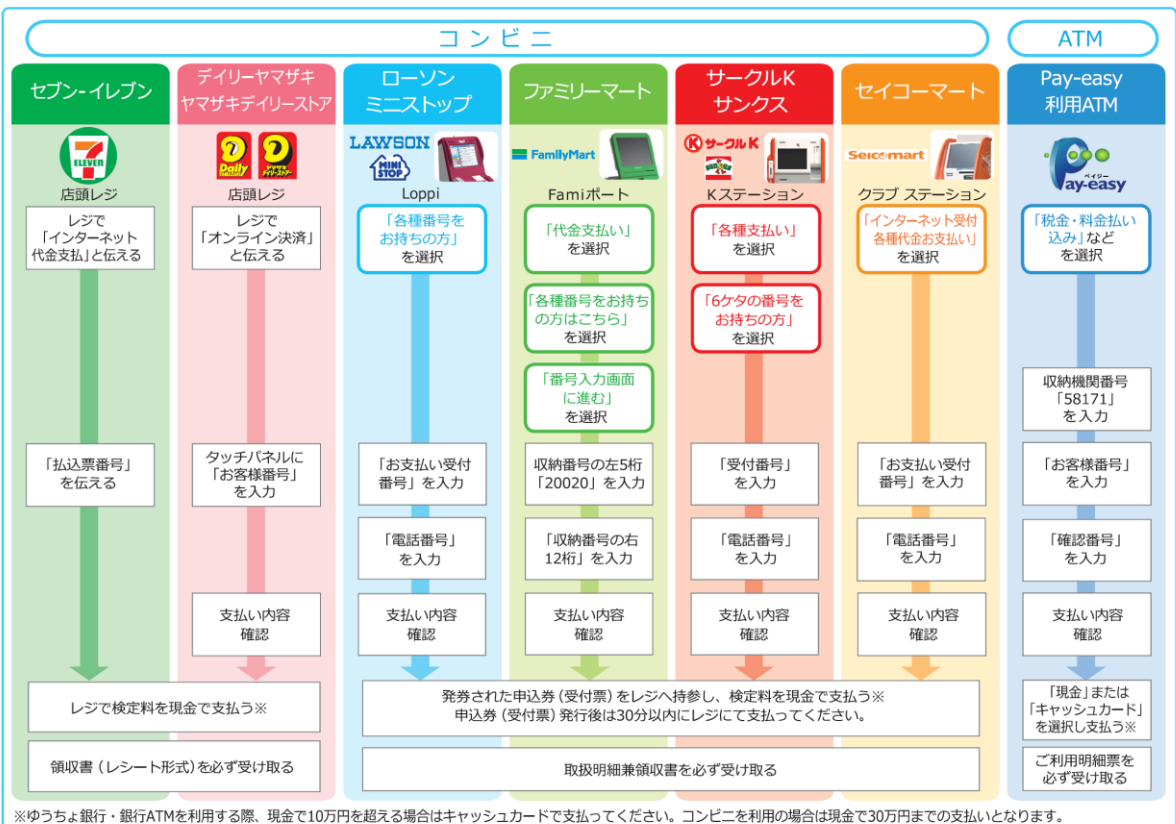 コンビニ
ATM
セブン-イレブン
7
ELEVEN
店頭レジ
レジで
「インターネット
代金支払」と伝える
「払込票番号」
を伝える
デイリーヤマザキ
ヤマザキデイリーストア
Daily
店頭レジ
レジで
「オンライン決済」
と伝える
タッチパネルに
「お客様番号」
を入力
支払い内容
確認
ローソン
ミニストップ
LAWSON
MINI
STOP
Loppi
「各種番号を
お持ちの方」
を選択
「お支払い受付
番号」を入力
「電話番号」
を入力
支払い内容
確認
ファミリーマート
FamilyMart
Famiポート
「代金支払い」
を選択
「各種番号をお持ち
の方はこちら」
を選択
「番号入力画面
に進む」
を選択
収納番号の左5桁
「20020」を入力
「収納番号の右
12桁」を入力
支払い内容
確認
サークルK
サンクス
K サークルK
Kステーション
「各種支払い」
を選択
「6ケタの番号を
お持ちの方」
を選択
「受付番号」
を入力
「電話番号」
を入力
支払い内容
確認
セイコーマート
Seicomart
クラブ ステーション
「インターネット受付
各種代金お支払い」
を選択
「お支払い受付
番号」を入力
「電話番号」
を入力
支払い内容
確認
Pay-easy
利用ATM
ペイジー
Pay-easy
「税金・料金払い
込み」など
を選択
収納機関番号
「58171」
を入力
「お客様番号」
を入力
「確認番号」
を入力
支払い内容
確認
レジで検定料を現金で支払う※
発券された申込券(受付票)をレジへ持参し、検定料を現金で支払う※
申込券(受付票)発行後は30分以内にレジにて支払ってください。
「現金」または
「キャッシュカード」
を選択し支払う※
領収書(レシート形式)を必ず受け取る
取扱明細兼領収書を必ず受け取る
ご利用明細票を
必ず受け取る
※ゆうちょ銀行・銀行ATMを利用する際、現金で10万円を超える場合はキャッシュカードで支払ってください。コンビニを利用の場合は現金で30万円までの支払いとなります。